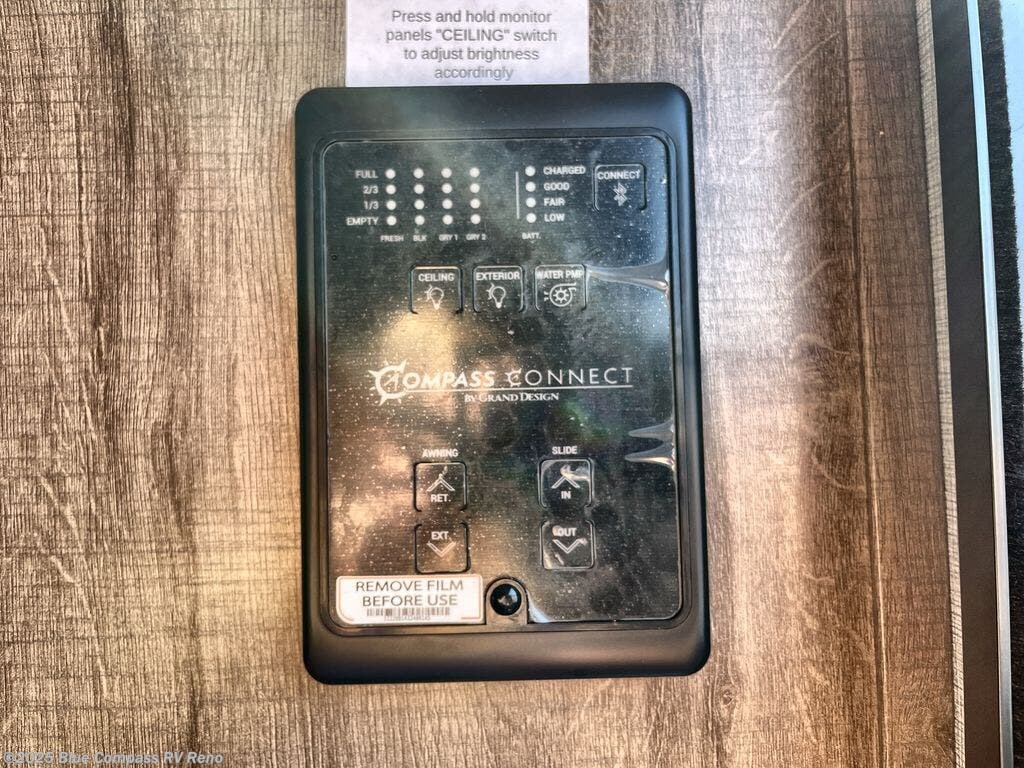 Press and hold monitor
panels "CEILING" switch
to adjust brightness
accordingly
FULL
2/3
1/3
EMPTY
FRESH BLK GRY 1 GRY 2
CHARGED
GOOD
FAIR
LOW
BATT.
CONNECT
CEILING EXTERIOR WATER PMP
COMPASS CONNECT
BY GRAND DESIGN
AWNING SLIDE
RET. IN
EXT. OUT
REMOVE FILM
BEFORE USE
©2025 Blue Compass RV Reno